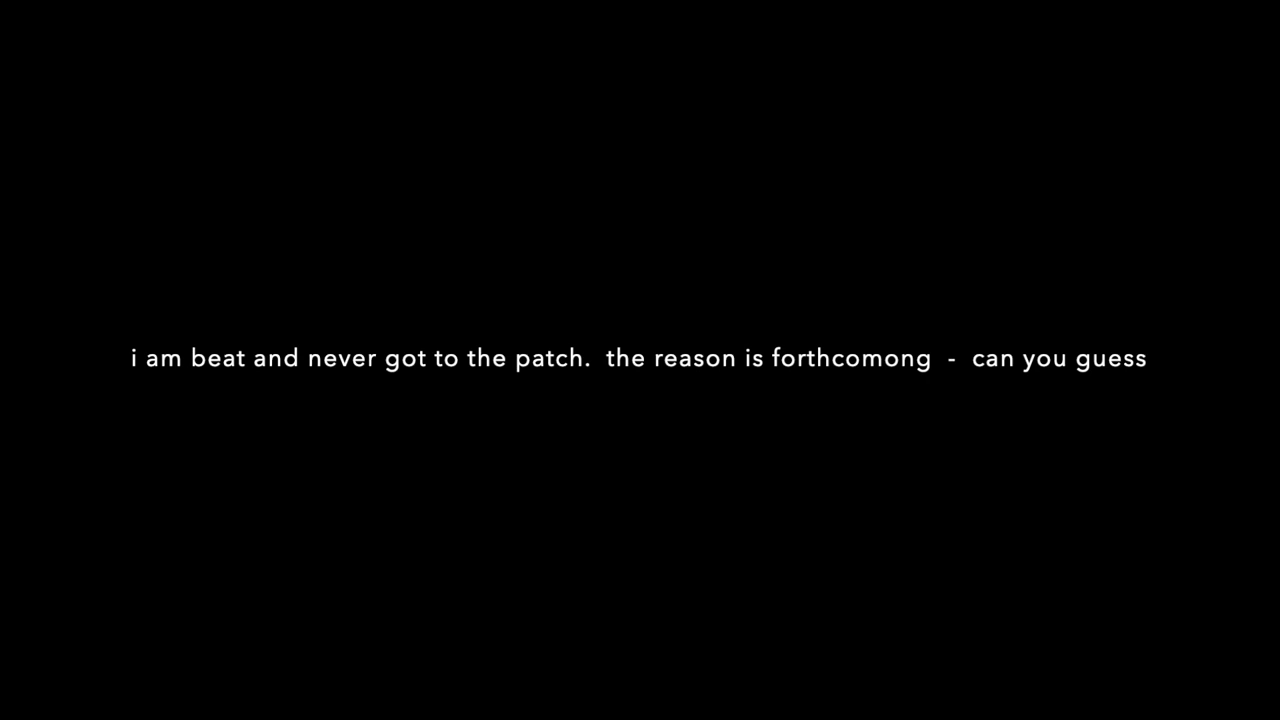 i am beat and never got to the patch.  the reason is forthcomong  -  can you guess